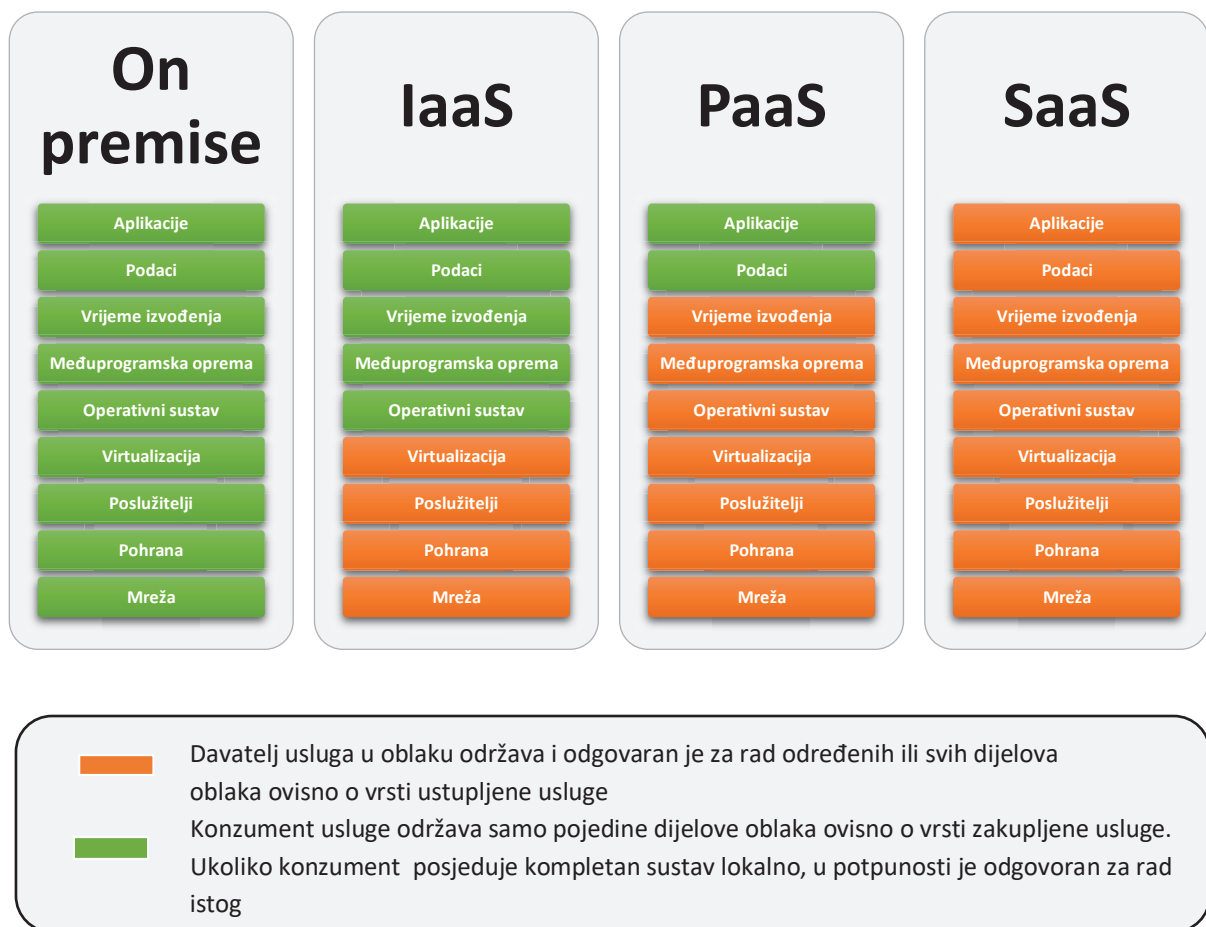 On
premise
Aplikacije
Podaci
Vrijeme izvođenja
Međuprogramska oprema
Operativni sustav
Virtualizacija
Poslužitelji
Pohrana
Mreža
IaaS
Aplikacije
Podaci
Vrijeme izvođenja
Međuprogramska oprema
Operativni sustav
Virtualizacija
Poslužitelji
Pohrana
Mreža
PaaS
Aplikacije
Podaci
Vrijeme izvođenja
Međuprogramska oprema
Operativni sustav
Virtualizacija
Poslužitelji
Pohrana
Mreža
SaaS
Aplikacije
Podaci
Vrijeme izvođenja
Međuprogramska oprema
Operativni sustav
Virtualizacija
Poslužitelji
Pohrana
Mreža
Davatelj usluga u oblaku održava i odgovaran je za rad određenih ili svih dijelova
oblaka ovisno o vrsti ustupljene usluge
Konzument usluge održava samo pojedine dijelove oblaka ovisno o vrsti zakupljene usluge.
Ukoliko konzument posjeduje kompletan sustav lokalno, u potpunosti je odgovoran za rad
istog